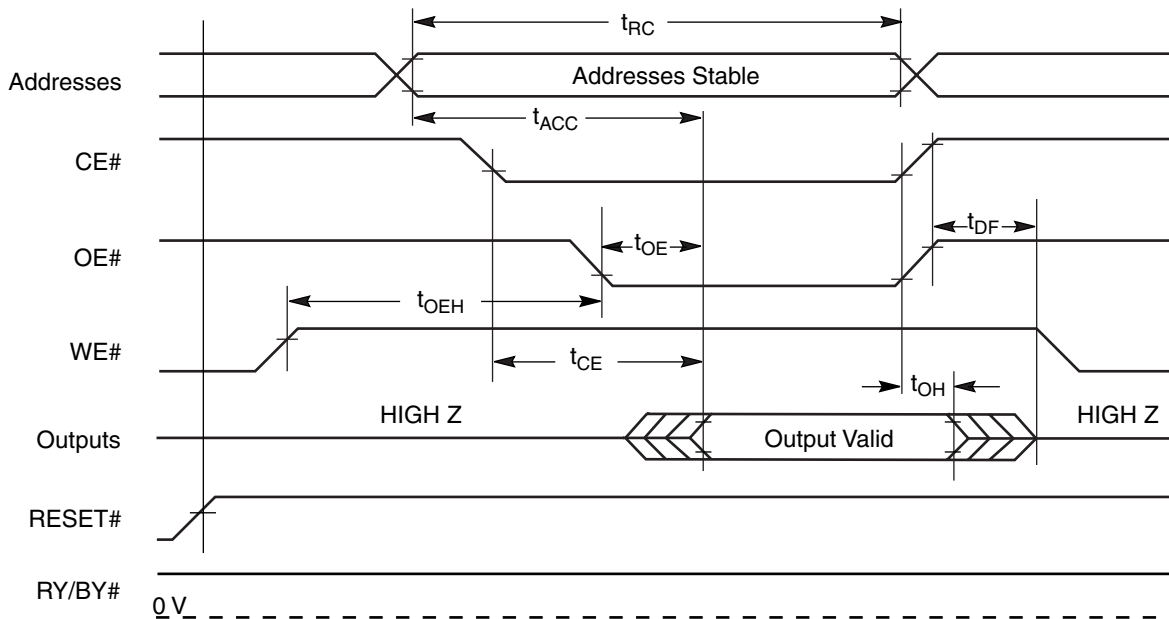 tRC
Addresses
Addresses Stable
tACC
CE#
tDF
OE#
tOE
tOEH
WE#
tCE
tOH
HIGH Z
HIGH Z
Outputs
Output Valid
RESET#
RY/BY#
0 V